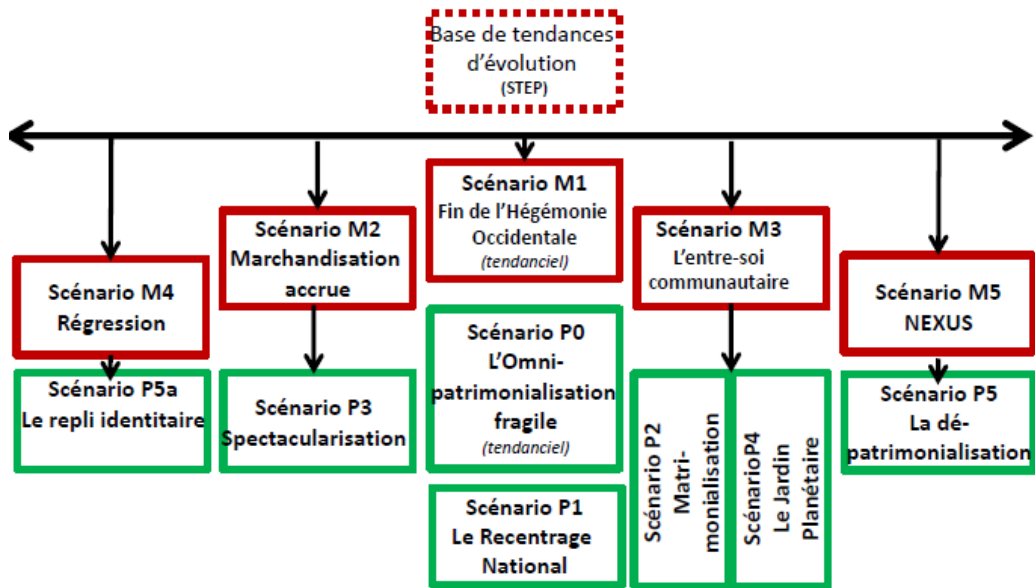 Base de tendances
d'évolution
(STEP)
Scénario M4
Régression
Scénario P5a
Le repli identitaire
Scénario M2
Marchandisation
accrue
Scénario P3
Spectacularisation
Scénario M1
Fin de l'Hégémonie
Occidentale
(tendanciel)
Scénario P0
L'Omni-
patrimonialisation
fragile
(tendanciel)
Scénario P1
Le Recentrage
National
Scénario M3
L'entre-soi
communautaire
Scénario P2
Matri-
monialisation
ScénarioP4
Le Jardin
Planétaire
Scénario M5
NEXUS
Scénario P5
La dé-
patrimonialisation